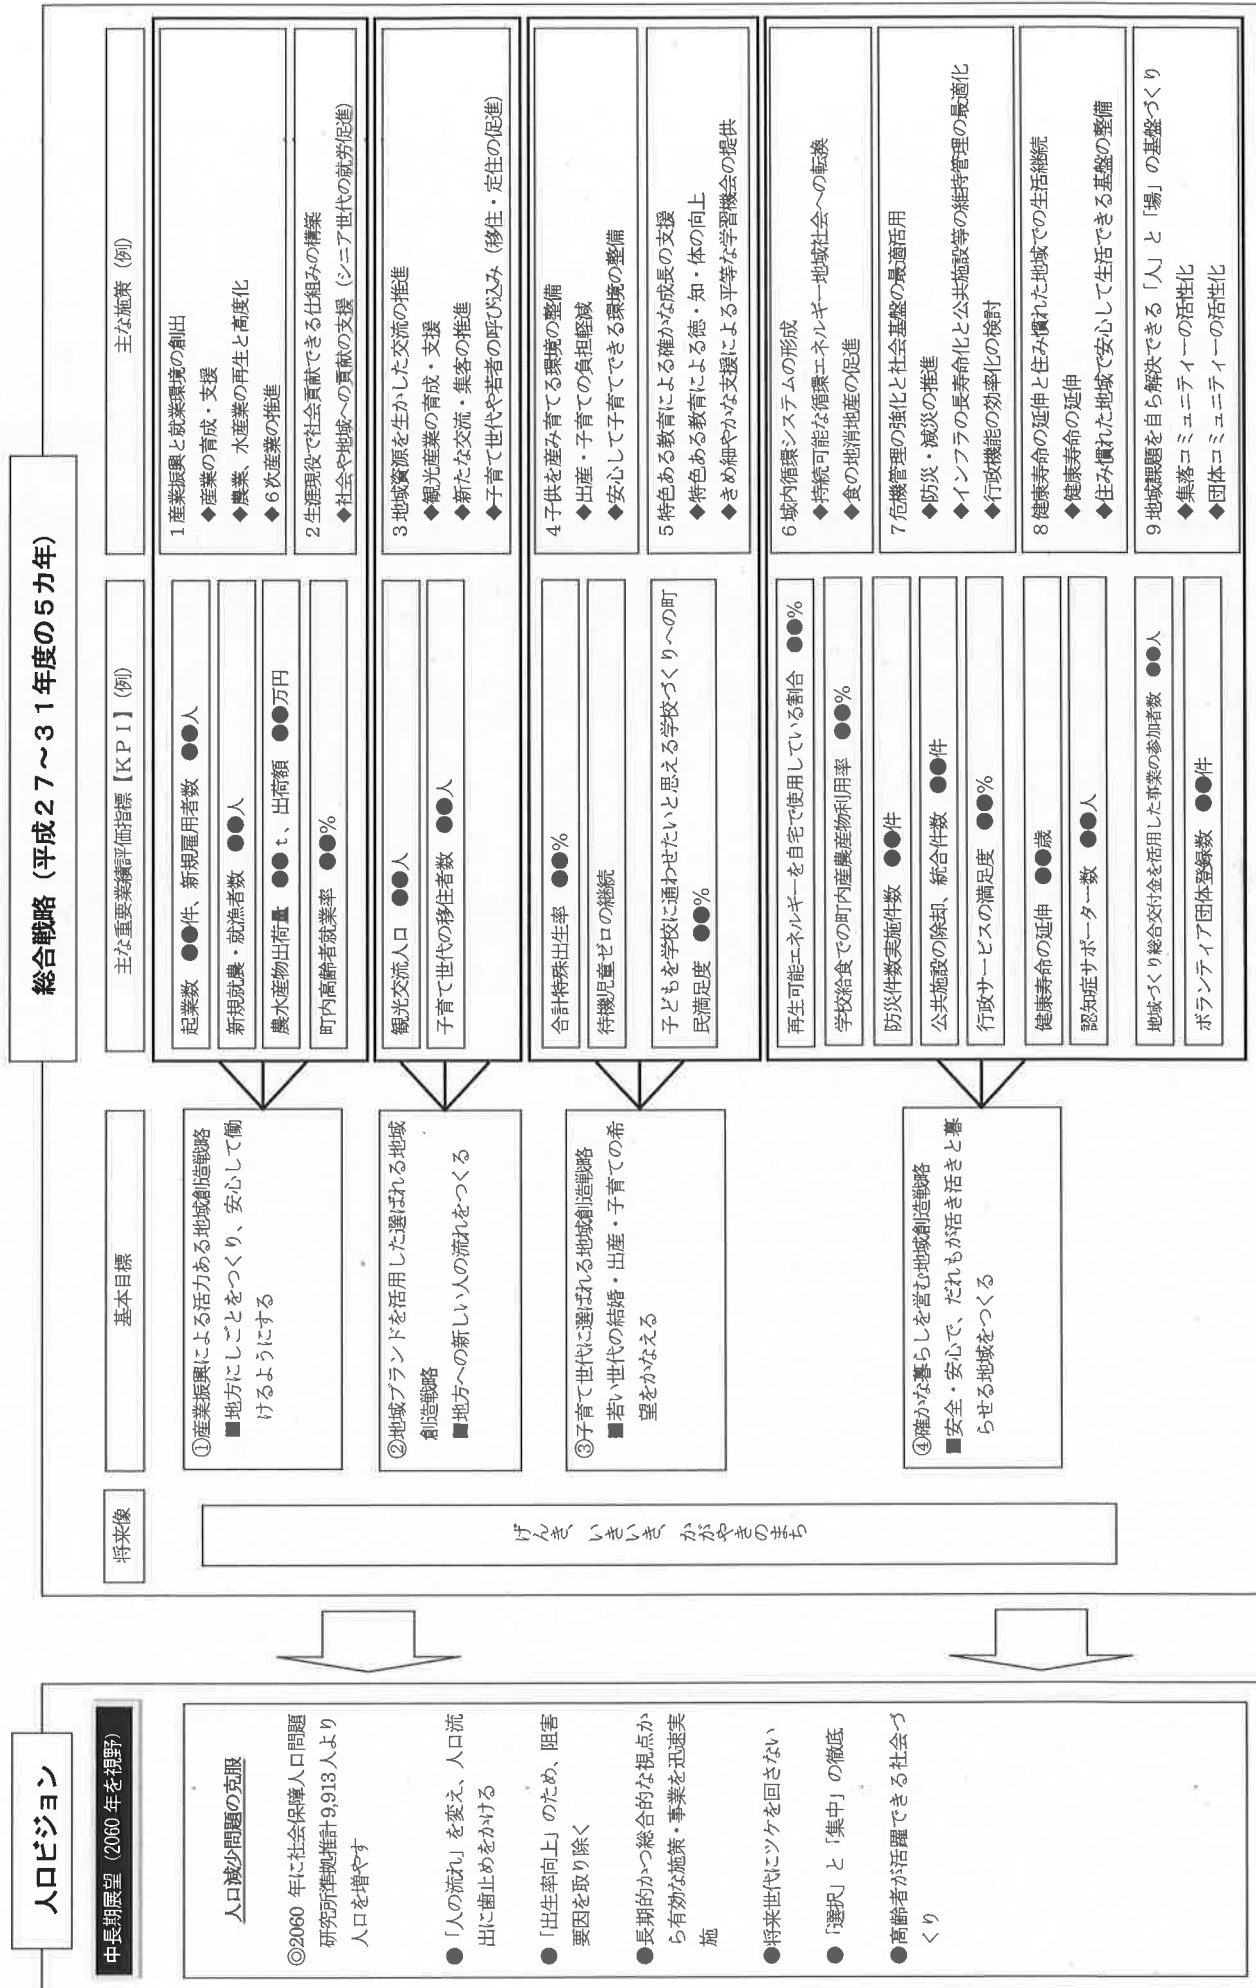 人口ビジョン
中長期展望（2060 年を視野）
人口減少問題の克服
◎2060 年に社会保障人口問題
研究所準拠推計 9,913 人より
人口を増やす
●「人の流れ」を変え、人口流
出に歯止めをかける
●「出生率向上」のため、阻害
要因を取り除く
●長期的かつ総合的な視点か
ら有効な施策・事業を迅速実
施
●将来世代にツケを回さない
●「選択」と「集中」の徹底
●高齢者が活躍できる社会づ
くり
総合戦略（平成２７～３１年度の５カ年）
将来像
げんき、いきいき、かがやきのまち
基本目標
①産業振興による活力ある地域創造戦略
■地方にしごとをつくり、安心して働
けるようにする
②地域ブランドを活用した選ばれる地域
創造戦略
■地方への新しい人の流れをつくる
③子育て世代に選ばれる地域創造戦略
■若い世代の結婚・出産・子育ての希
望をかなえる
④確かな暮らしを営む地域創造戦略
■安全・安心で、だれもが活き活きと暮
らせる地域をつくる
主な重要業績評価指標【ＫＰＩ】（例）
起業数　●●件、新規雇用者数　●●人
新規就農・就漁者数　●●人
農水産物出荷量　●●ｔ、出荷額　●●万円
町内高齢者就業率　●●%
観光交流人口　●●人
子育て世代の移住者数　●●人
合計特殊出生率　●●%
待機児童ゼロの継続
子どもを学校に通わせたいと思える学校づくりへの町
民満足度　●●%
再生可能エネルギーを自宅で使用している割合　●●%
学校給食での町内産農産物利用率　●●%
防災件数実施件数　●●件
公共施設の除却、統合件数　●●件
行政サービスの満足度　●●%
健康寿命の延伸　●●歳
認知症サポーター数　●●人
地域づくり総合交付金を活用した事業の参加者数　●●人
ボランティア団体登録数　●●件
主な施策（例）
１産業振興と就業環境の創出
◆産業の育成・支援
◆農業、水産業の再生と高度化
◆６次産業の推進
２生涯現役で社会貢献できる仕組みの構築
◆社会や地域への貢献の支援（シニア世代の就労促進）
３地域資源を生かした交流の推進
◆観光産業の育成・支援
◆新たな交流・集客の推進
◆子育て世代や若者の呼び込み（移住・定住の促進）
４子供を産み育てる環境の整備
◆出産・子育ての負担軽減
◆安心して子育てできる環境の整備
５特色ある教育による確かな成長の支援
◆特色ある教育による徳・知・体の向上
◆きめ細やかな支援による平等な学習機会の提供
６域内循環システムの形成
◆持続可能な循環エネルギー地域社会への転換
◆食の地消地産の促進
７危機管理の強化と社会基盤の最適活用
◆防災・減災の推進
◆インフラの長寿命化と公共施設等の維持管理の最適化
◆行政機能の効率化の検討
８健康寿命の延伸と住み慣れた地域での生活継続
◆健康寿命の延伸
◆住み慣れた地域で安心して生活できる基盤の整備
９地域課題を自ら解決できる「人」と「場」の基盤づくり
◆集落コミュニティーの活性化
◆団体コミュニティーの活性化